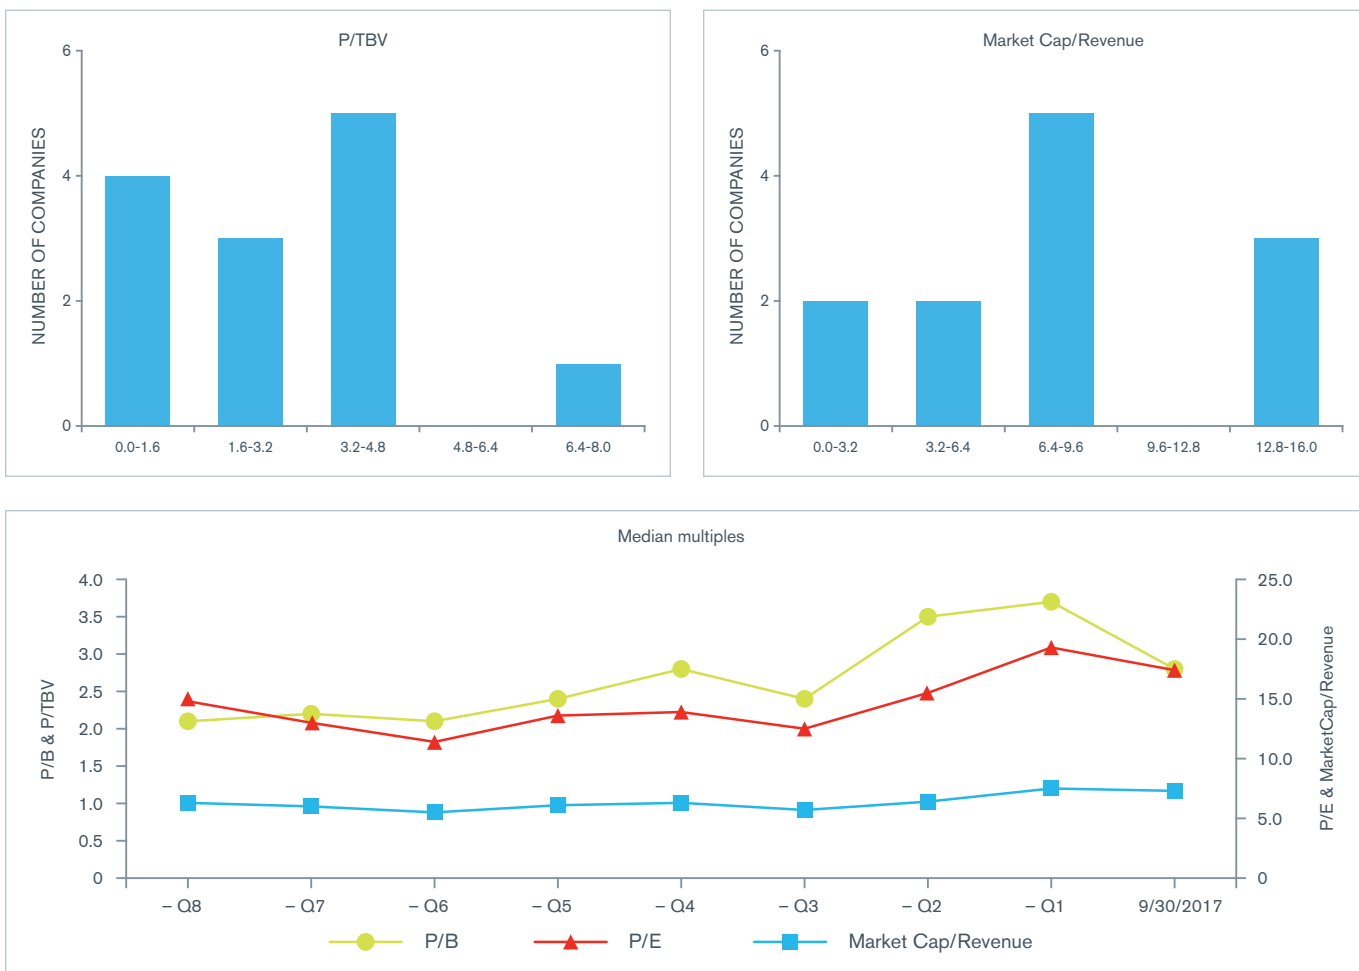 P/TBV
NUMBER OF COMPANIES
6
4
2
0
0.0-1.6
1.6-3.2
3.2-4.8
4.8-6.4
6.4-8.0
Market Cap/Revenue
NUMBER OF COMPANIES
6
4
2
0
0.0-3.2
3.2-6.4
6.4-9.6
9.6-12.8
12.8-16.0
Median multiples
P/B & P/TBV
4.0
3.5
3.0
2.5
2.0
1.5
1.0
0.5
0
25.0
20.0
15.0
10.0
5.0
0
P/E & MarketCap/Revenue
– Q8
– Q7
– Q6
– Q5
– Q4
– Q3
– Q2
– Q1
9/30/2017
P/B
P/E
Market Cap/Revenue